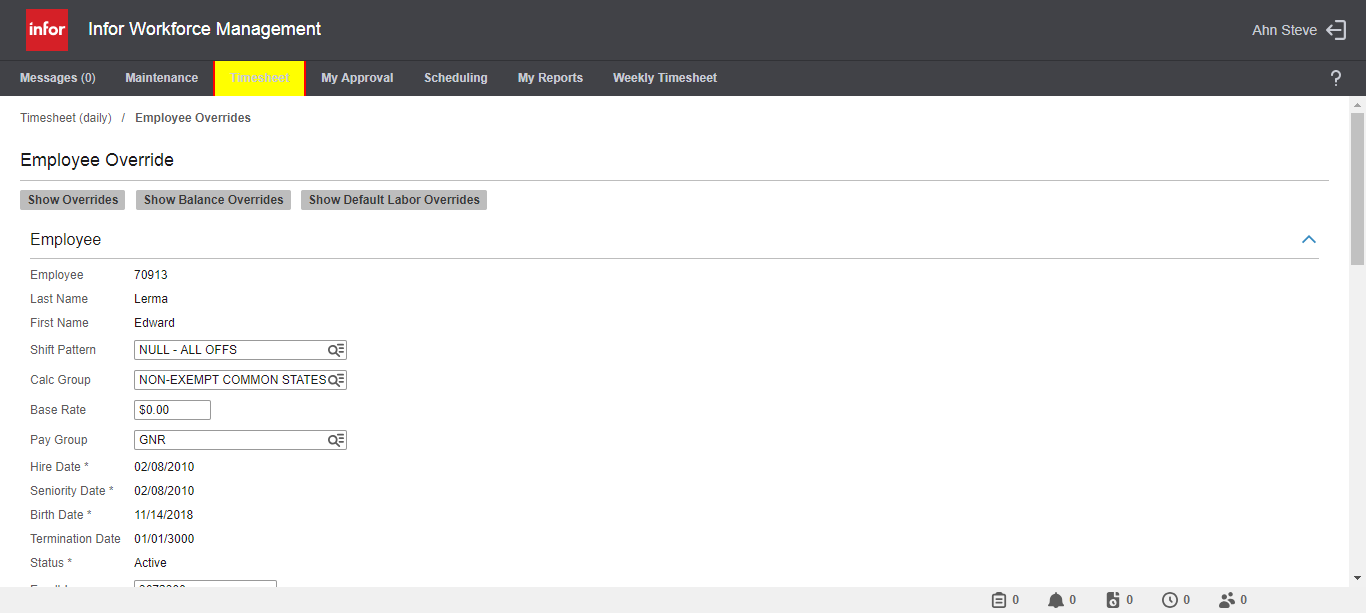 infor Infor Workforce Management Ahn Steve
Messages (0) Maintenance Timesheet My Approval Scheduling My Reports Weekly Timesheet ?
Timesheet (daily) / Employee Overrides
Employee Override
Show Overrides Show Balance Overrides Show Default Labor Overrides
Employee
Employee 70913
Last Name Lerma
First Name Edward
Shift Pattern NULL - ALL OFFS
Calc Group NON-EXEMPT COMMON STATES
Base Rate $0.00
Pay Group GNR
Hire Date * 02/08/2010
Seniority Date * 02/08/2010
Birth Date * 11/14/2018
Termination Date 01/01/3000
Status * Active
0 0 0 0 0